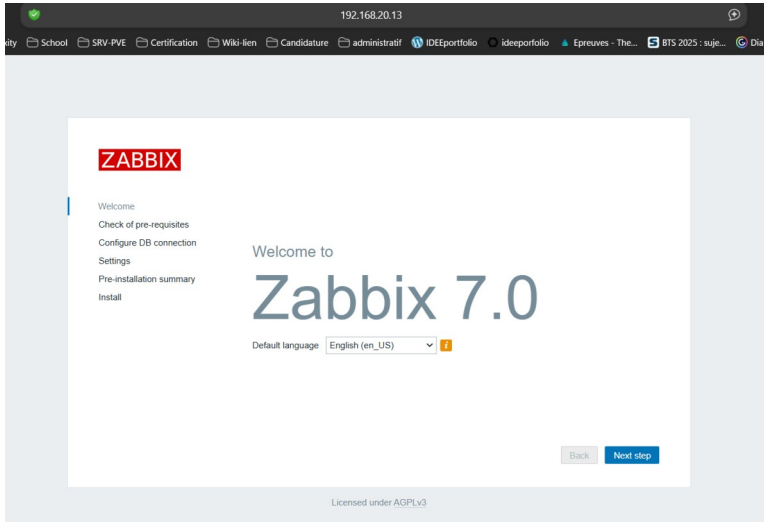 192.168.20.13
xity School SRV-PVE Certification Wiki-lien Candidature administratif IDEEportfolio ideeporfolio Epreuves - The... BTS 2025 : suje... Dia
ZABBIX
Welcome
Check of pre-requisites
Configure DB connection
Settings
Pre-installation summary
Install
Welcome to
Zabbix 7.0
Default language English (en_US) i
Back Next step
Licensed under AGPLv3